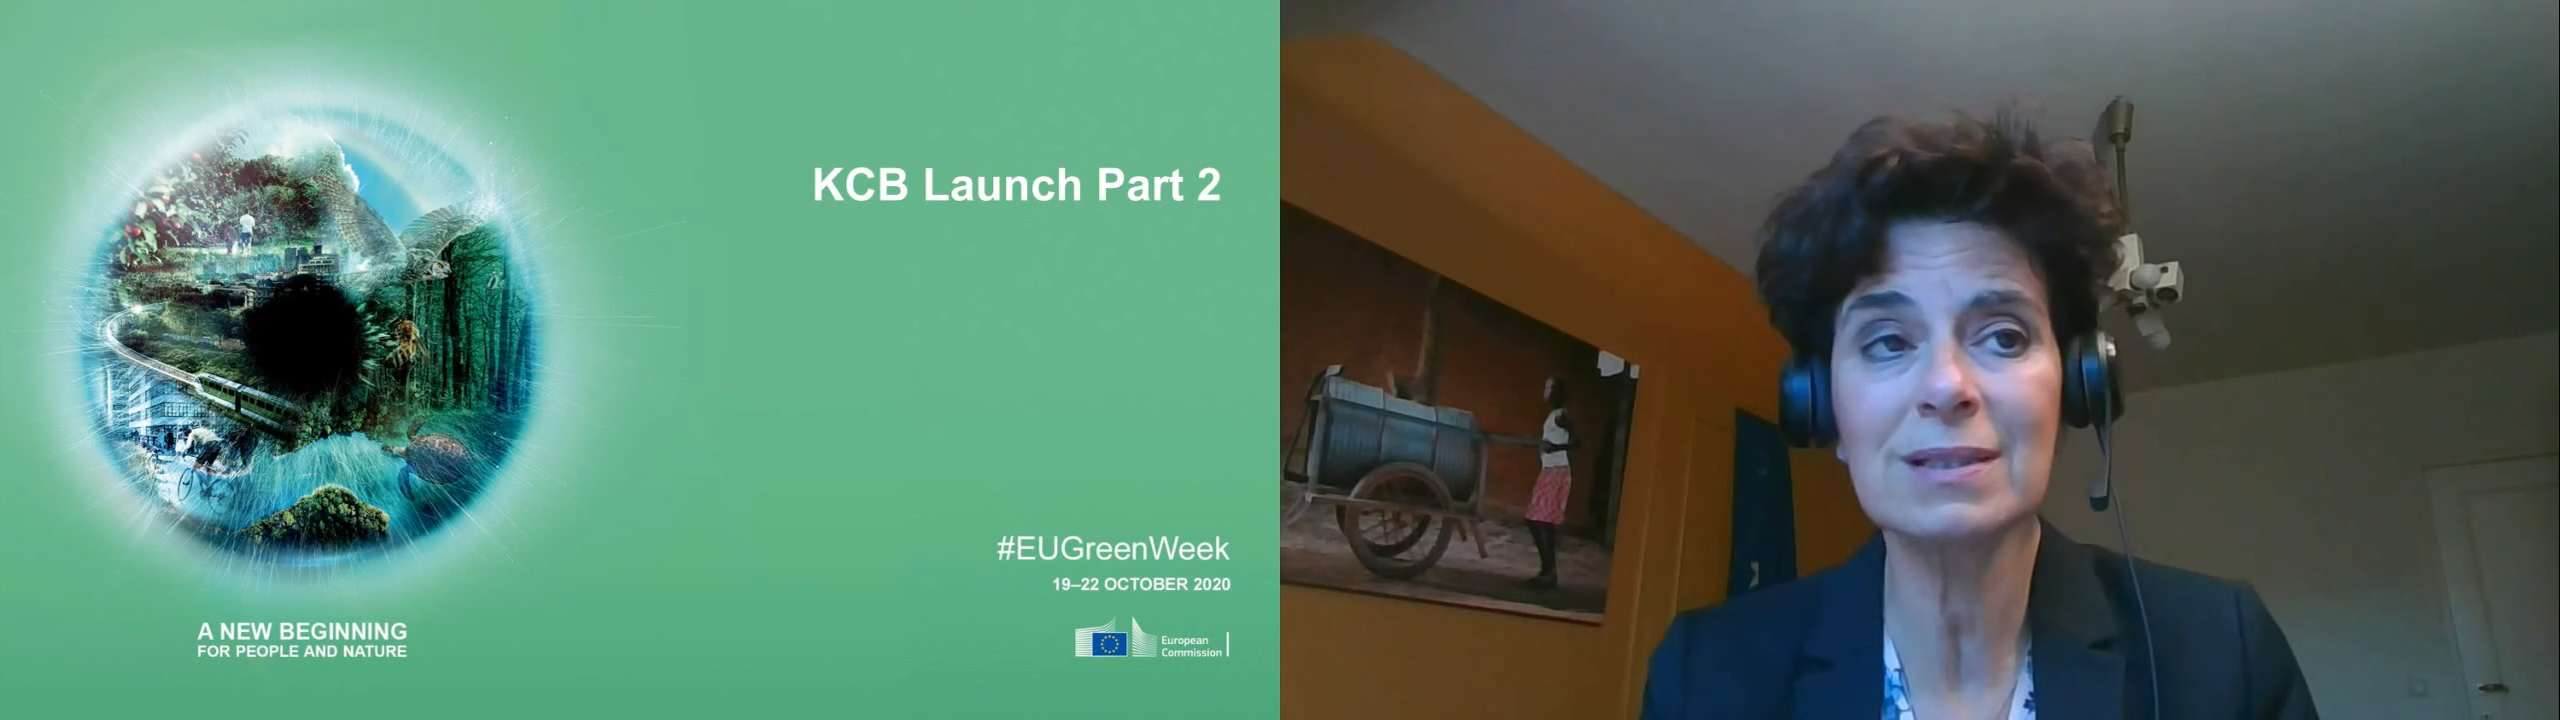 KCB Launch Part 2
#EUGreenWeek
19–22 OCTOBER 2020
European
Commission
A NEW BEGINNING
FOR PEOPLE AND NATURE